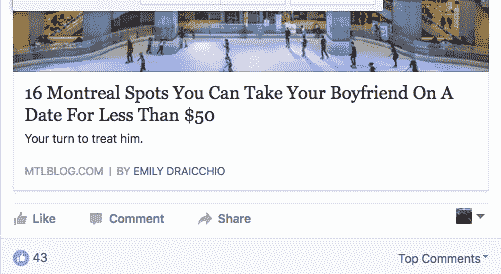 16 Montreal Spots You Can Take Your Boyfriend On A
Date For Less Than $50
Your turn to treat him.
MTLBLOG.COM | BY EMILY DRAICCHIO
Like Comment Share
43 Top Comments